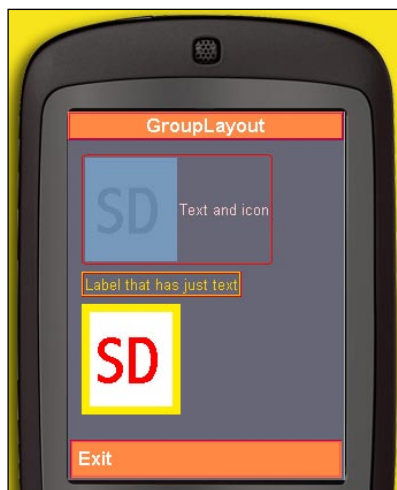 GroupLayout
SD
Text and icon
Label that has just text
SD
Exit